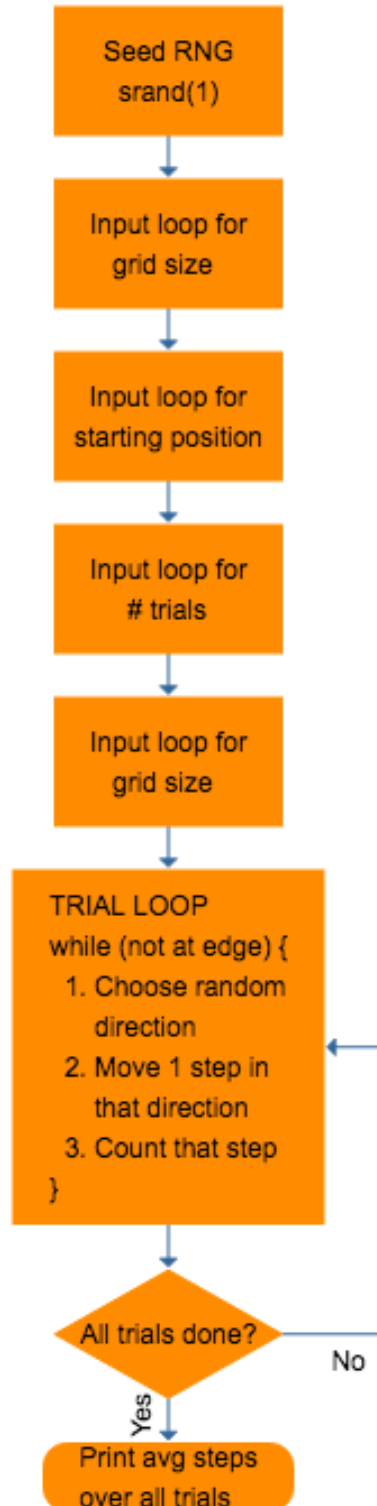 Seed RNG
srand(1)
Input loop for
grid size
Input loop for
starting position
Input loop for
# trials
Input loop for
grid size
TRIAL LOOP
while (not at edge) {
1. Choose random
direction
2. Move 1 step in
that direction
3. Count that step
}
All trials done?
No
Yes
Print avg steps
over all trials